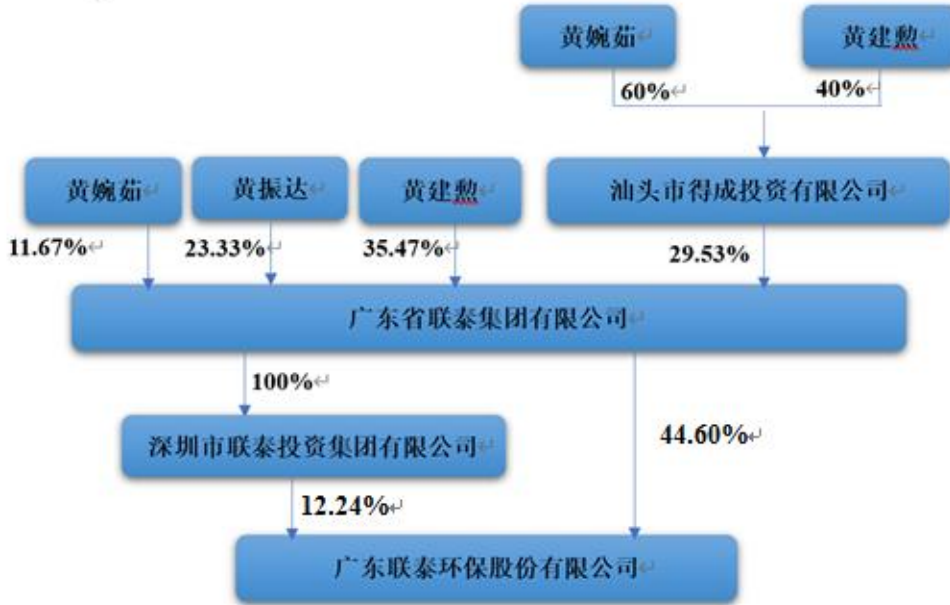 黄婉茹
黄建勲
60%
40%
黄婉茹
黄振达
黄建勲
汕头市得成投资有限公司
11.67%
23.33%
35.47%
29.53%
广东省联泰集团有限公司
100%
深圳市联泰投资集团有限公司
44.60%
12.24%
广东联泰环保股份有限公司